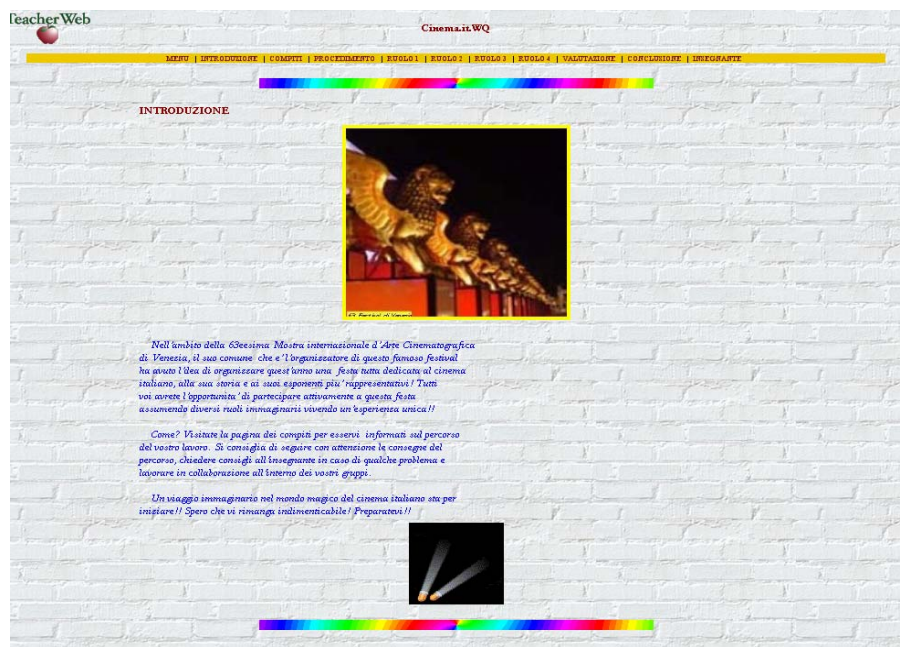 TeacherWeb
Cinema.it.WQ
MENU | INTRODUZIONE | COMPITI | PROCEDIMENTO | RUOLO 1 | RUOLO 2 | RUOLO 3 | RUOLO 4 | VALUTAZIONE | CONCLUSIONE | INSEGNANTE
INTRODUZIONE
63 Festival di Venezia
Nell'ambito della 63eesima Mostra internazionale d'Arte Cinematografica
di Venezia, il suo comune che e' l'organizzatore di questo famoso festival
ha avuto l'idea di organizzare quest'anno una festa tutta dedicata al cinema
italiano, alla sua storia e ai suoi esponenti piu' rappresentativi! Tutti
voi avrete l'opportunita' di partecipare attivamente a questa festa
assumendo diversi ruoli immaginarii vivendo un'esperienza unica!!
Come? Visitate la pagina dei compiti per esservi informati sul percorso
del vostro lavoro. Si consiglia di seguire con attenzione le consegne del
percorso, chiedere consigli all'insegnante in caso di qualche problema e
lavorare in collaborazione all'interno dei vostri gruppi.
Un viaggio immaginario nel mondo magico del cinema italiano sta per
iniziare!! Spero che vi rimanga indimenticabile! Preparatevi!!